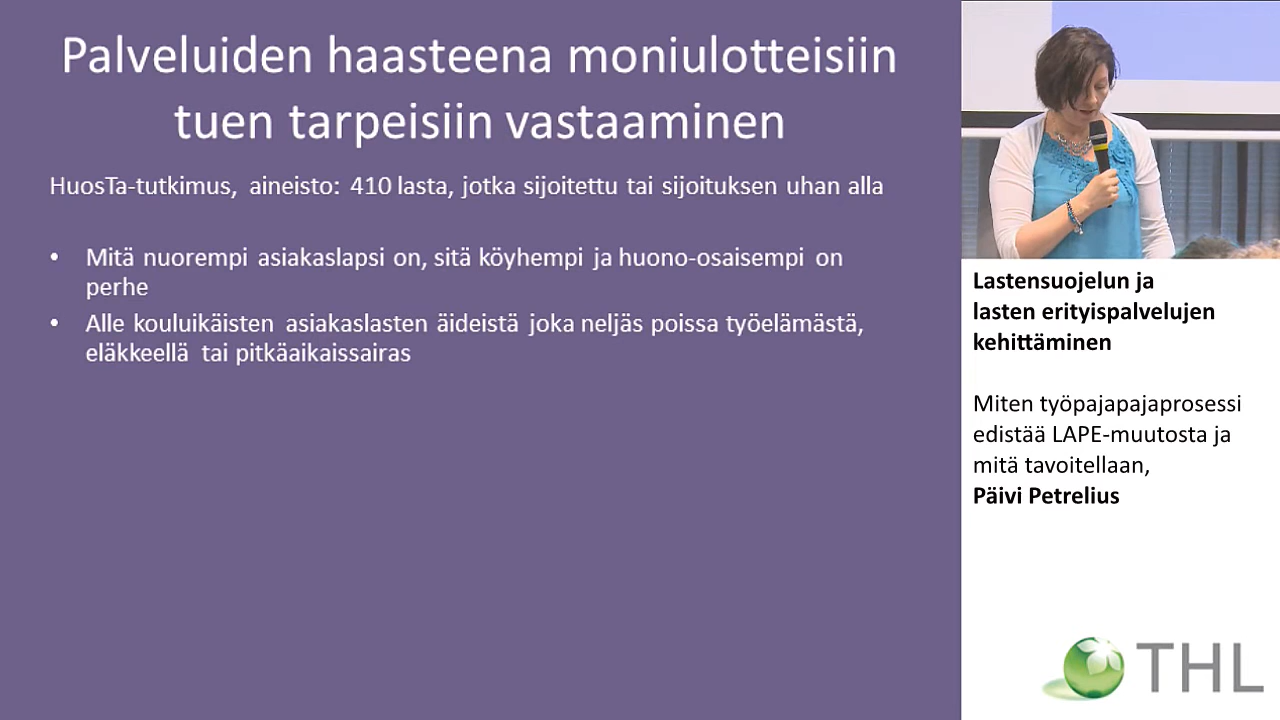 Palveluiden haasteena moniulotteisiin
tuen tarpeisiin vastaaminen
HuosTa-tutkimus, aineisto: 410 lasta, jotka sijoitettu tai sijoituksen uhan alla
• Mitä nuorempi asiakaslapsi on, sitä köyhempi ja huono-osaisempi on
perhe
• Alle kouluikäisten asiakaslasten äideistä joka neljäs poissa työelämästä,
eläkkeellä tai pitkäaikaissairas
Lastensuojelun ja
lasten erityispalvelujen
kehittäminen
Miten työpajapajaprosessi
edistää LAPE-muutosta ja
mitä tavoitellaan,
Päivi Petrelius
THL